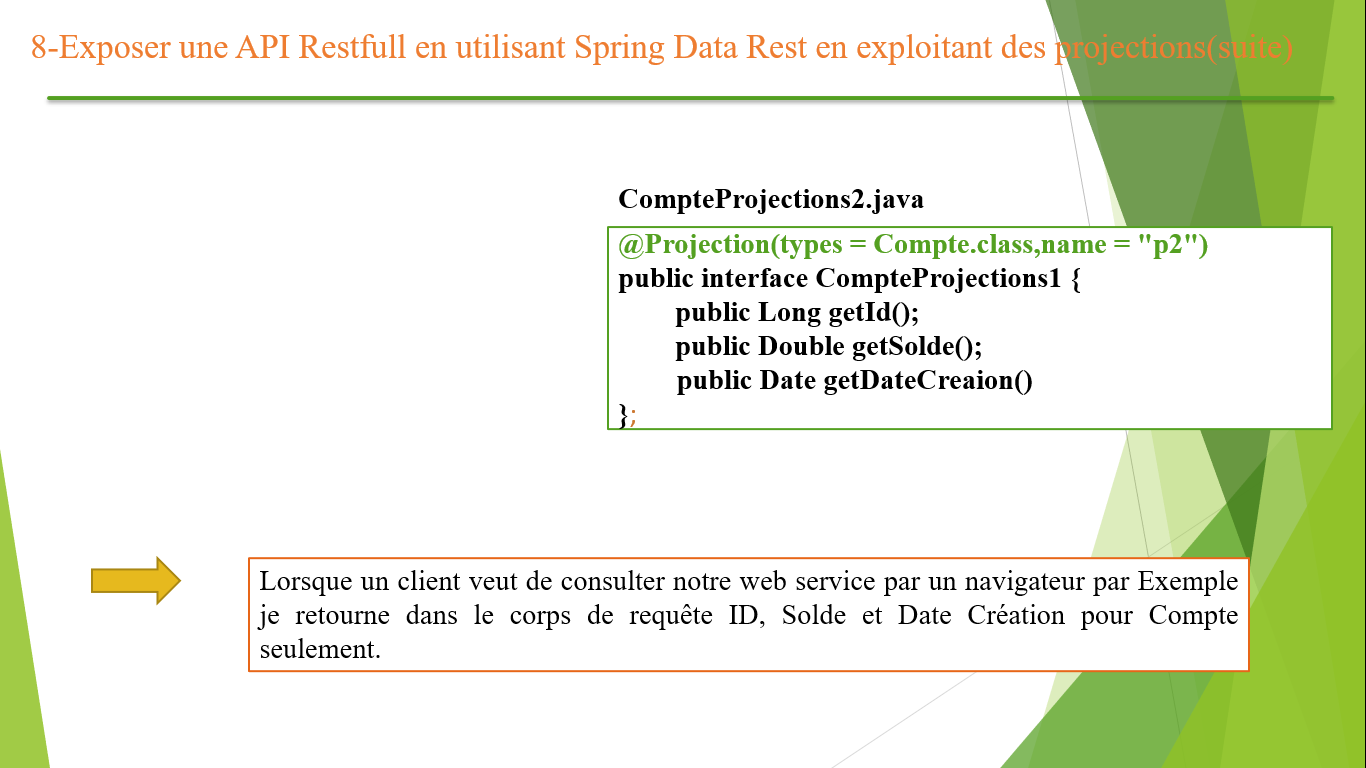 8-Exposer une API Restfull en utilisant Spring Data Rest en exploitant des projections(suite)
CompteProjections2.java
@Projection(types = Compte.class,name = "p2")
public interface CompteProjections1 {
public Long getId();
public Double getSolde();
public Date getDateCreaion()
};
Lorsque un client veut de consulter notre web service par un navigateur par Exemple
je retourne dans le corps de requête ID, Solde et Date Création pour Compte
seulement.